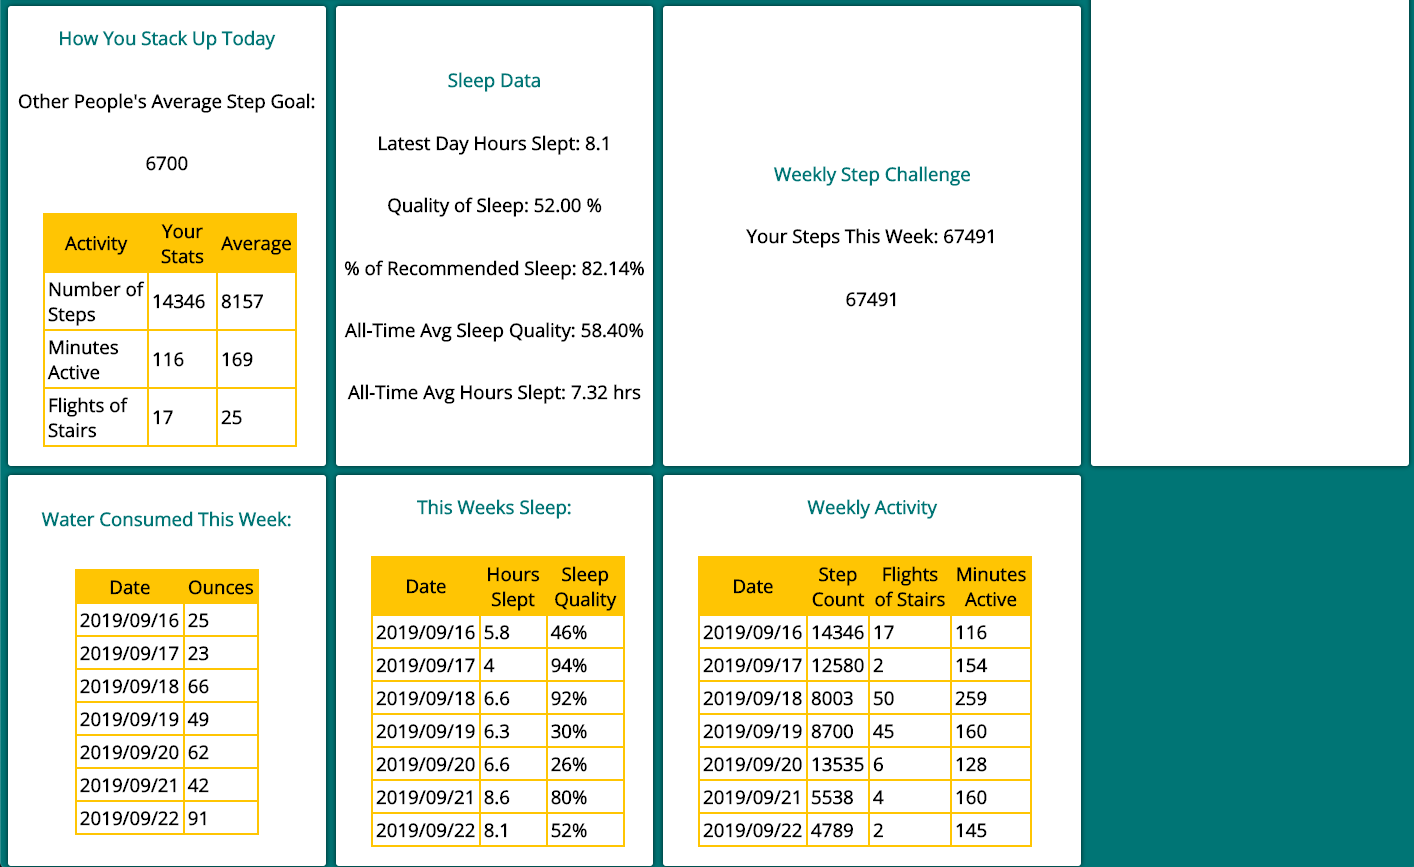 How You Stack Up Today
Other People's Average Step Goal:
6700
Activity Your Stats Average
Number of Steps 14346 8157
Minutes Active 116 169
Flights of Stairs 17 25
Sleep Data
Latest Day Hours Slept: 8.1
Quality of Sleep: 52.00 %
% of Recommended Sleep: 82.14%
All-Time Avg Sleep Quality: 58.40%
All-Time Avg Hours Slept: 7.32 hrs
Weekly Step Challenge
Your Steps This Week: 67491
67491
Water Consumed This Week:
Date Ounces
2019/09/16 25
2019/09/17 23
2019/09/18 66
2019/09/19 49
2019/09/20 62
2019/09/21 42
2019/09/22 91
This Weeks Sleep:
Date Hours Slept Sleep Quality
2019/09/16 5.8 46%
2019/09/17 4 94%
2019/09/18 6.6 92%
2019/09/19 6.3 30%
2019/09/20 6.6 26%
2019/09/21 8.6 80%
2019/09/22 8.1 52%
Weekly Activity
Date Step Count Flights of Stairs Minutes Active
2019/09/16 14346 17 116
2019/09/17 12580 2 154
2019/09/18 8003 50 259
2019/09/19 8700 45 160
2019/09/20 13535 6 128
2019/09/21 5538 4 160
2019/09/22 4789 2 145